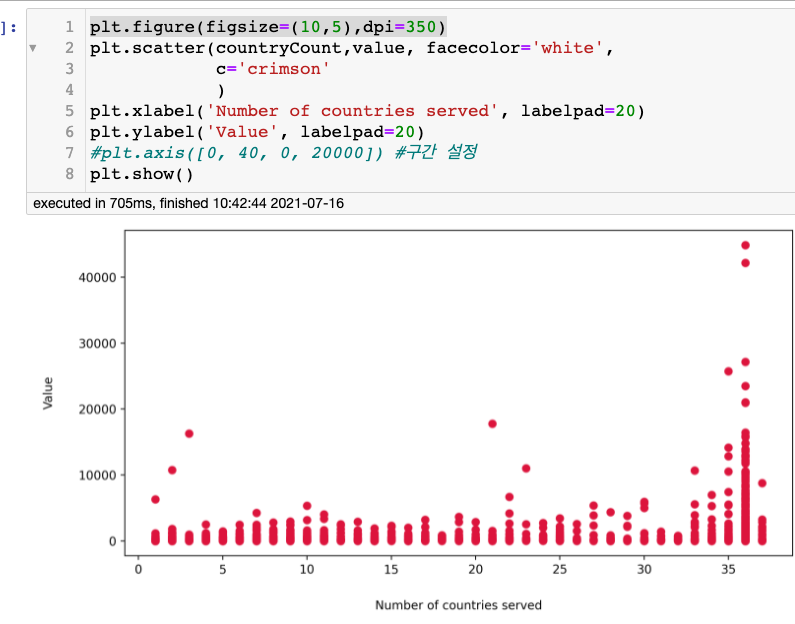 ]:
1 plt.figure(figsize=(10,5),dpi=350)
2 plt.scatter(countryCount,value, facecolor='white',
3 c='crimson'
4 )
5 plt.xlabel('Number of countries served', labelpad=20)
6 plt.ylabel('Value', labelpad=20)
7 #plt.axis([0, 40, 0, 20000]) #구간 설정
8 plt.show()
executed in 705ms, finished 10:42:44 2021-07-16
40000
30000
20000
10000
0
Value
0 5 10 15 20 25 30 35
Number of countries served